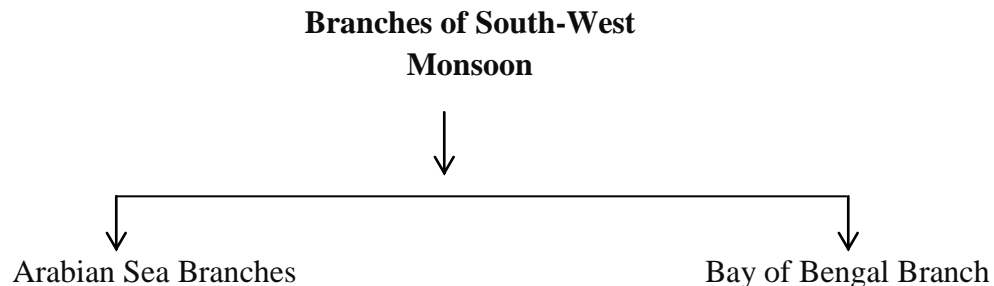 Branches of South-West
Monsoon
Arabian Sea Branches
Bay of Bengal Branch